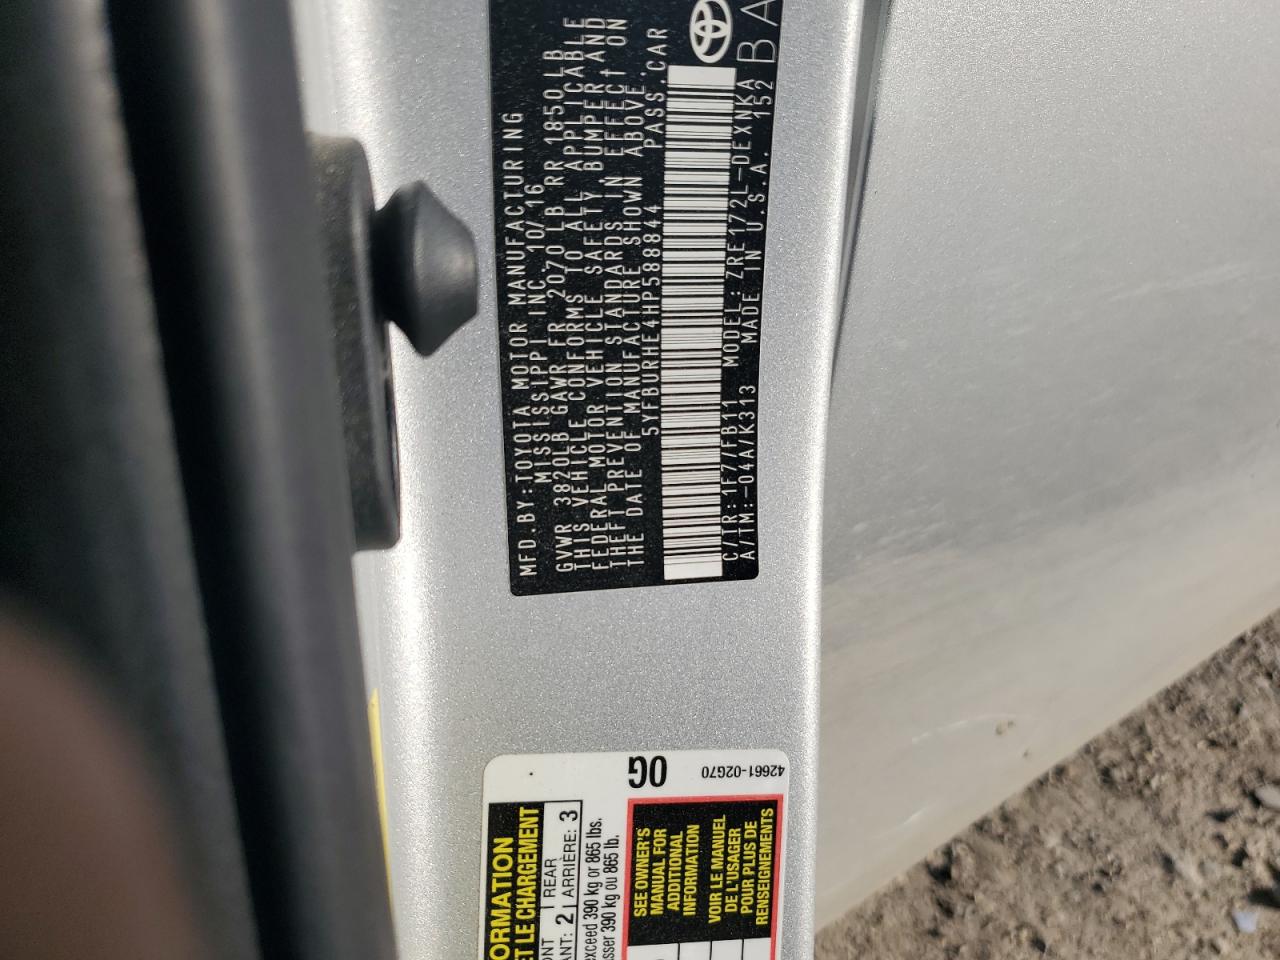 MFD.BY:TOYOTA MOTOR MANUFACTURING
MISSISSIPPI INC. 10/16
GVWR 3820LB GAWR FR 2070 LB RR 1850LB
THIS VEHICLE CONFORMS TO ALL APPLICABLE
FEDERAL MOTOR VEHICLE SAFETY,BUMPER,AND
THEFT PREVENTION STANDARDS IN EFFECT ON
THE DATE OF MANUFACTURE SHOWN ABOVE.
5YFBURHE4HP588844 PASS.CAR
C/TR:1F7/FB11 MODEL:ZRE172L-DEXNKA
A/TM:-04A/K313 MADE IN U.S.A. 152
BA
ORMATION
ET LE CHARGEMENT
ONT 2 REAR 3
ANT: ARRIÈRE:
exceed 390 kg or 865 lbs.
sser 390 kg ou 865 lb.
SEE OWNER'S
MANUAL FOR
ADDITIONAL
INFORMATION
VOIR LE MANUEL
DE L'USAGER
POUR PLUS DE
RENSEIGNEMENTS
0G
42661-02G70